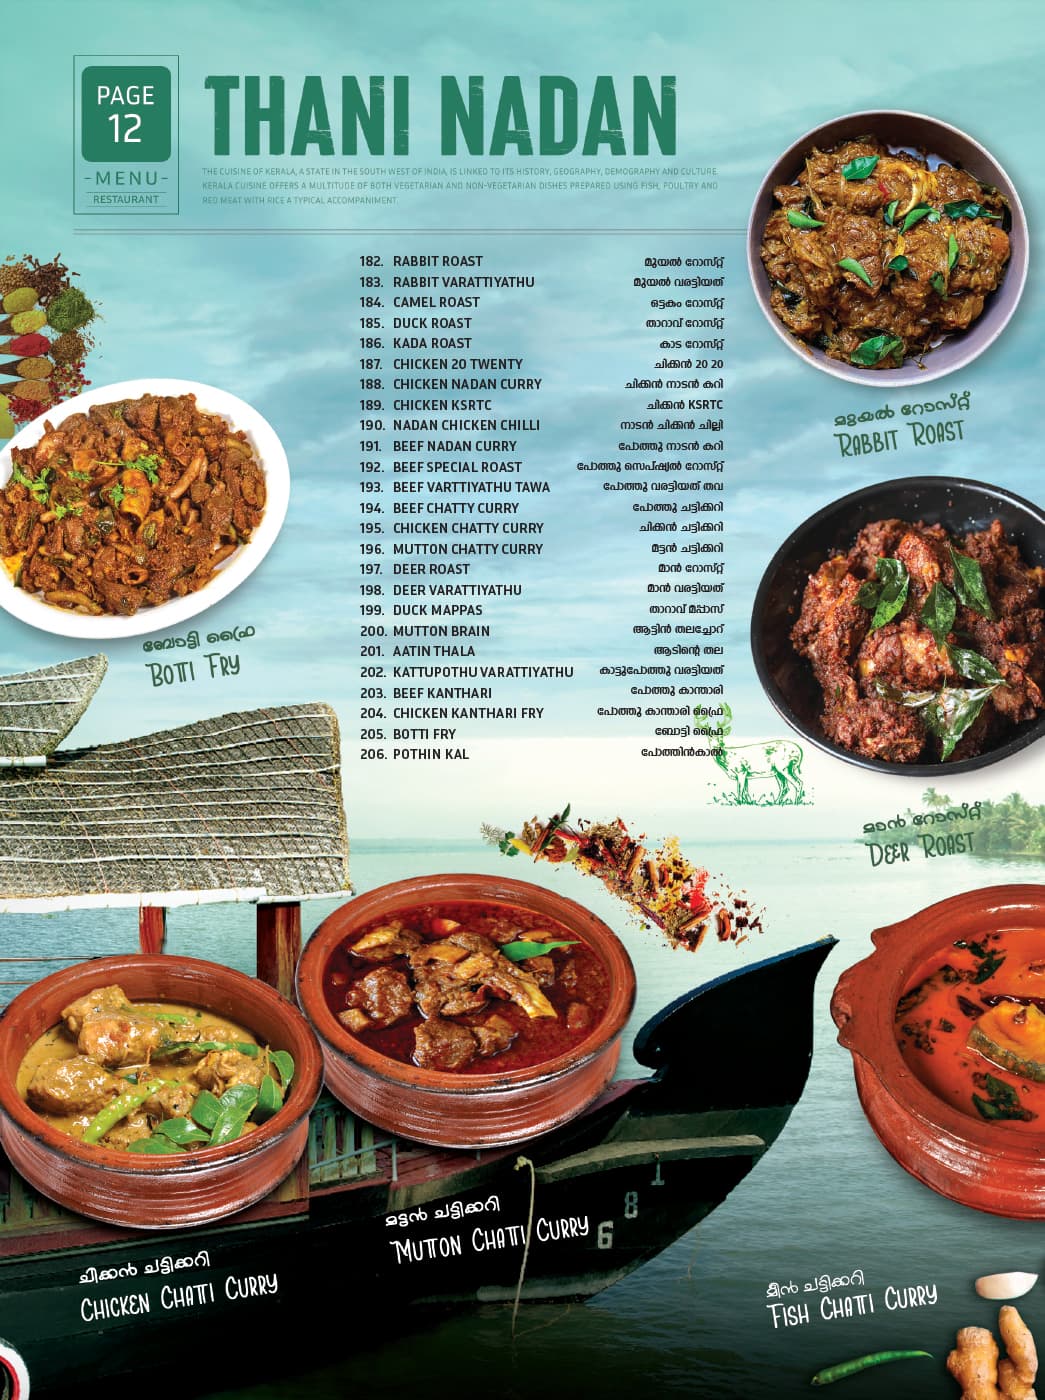 PAGE
12
-MENU-
RESTAURANT
THANI NADAN
THE CUISINE OF KERALA, A STATE IN THE SOUTH WEST OF INDIA, IS LINKED TO ITS HISTORY, GEOGRAPHY, DEMOGRAPHY AND CULTURE.
KERALA CUISINE OFFERS A MULTITUDE OF BOTH VEGETARIAN AND NON-VEGETARIAN DISHES PREPARED USING FISH, POULTRY AND
RED MEAT WITH RICE A TYPICAL ACCOMPANIMENT.
182. RABBIT ROAST മുയൽ റോസ്റ്റ്
183. RABBIT VARATTIYATHU മുയൽ വരട്ടിയത്
184. CAMEL ROAST ഒട്ടകം റോസ്റ്റ്
185. DUCK ROAST താറാവ് റോസ്റ്റ്
186. KADA ROAST കാട റോസ്റ്റ്
187. CHICKEN 20 TWENTY ചിക്കൻ 20 20
188. CHICKEN NADAN CURRY ചിക്കൻ നാടൻ കറി
189. CHICKEN KSRTC ചിക്കൻ KSRTC
190. NADAN CHICKEN CHILLI നാടൻ ചിക്കൻ ചില്ലി
191. BEEF NADAN CURRY പോത്തു നാടൻ കറി
192. BEEF SPECIAL ROAST പോത്തു സെപ്ഷ്യൽ റോസ്റ്റ്
193. BEEF VARTTIYATHU TAWA പോത്തു വരട്ടിയത് തവ
194. BEEF CHATTY CURRY പോത്തു ചട്ടിക്കറി
195. CHICKEN CHATTY CURRY ചിക്കൻ ചട്ടിക്കറി
196. MUTTON CHATTY CURRY മട്ടൻ ചട്ടിക്കറി
197. DEER ROAST മാൻ റോസ്റ്റ്
198. DEER VARATTIYATHU മാൻ വരട്ടിയത്
199. DUCK MAPPAS താറാവ് മപ്പാസ്
200. MUTTON BRAIN ആട്ടിൻ തലച്ചോറ്
201. AATIN THALA ആടിന്റെ തല
202. KATTUPOTHU VARATTIYATHU കാട്ടുപോത്തു വരട്ടിയത്
203. BEEF KANTHARI പോത്തു കാന്താരി
204. CHICKEN KANTHARI FRY പോത്തു കാന്താരി ഫ്രൈ
205. BOTTI FRY ബോട്ടി ഫ്രൈ
206. POTHIN KAL പോത്തിൻകാൽ
മുയൽ റോസ്റ്റ്
RABBIT ROAST
ബോട്ടി ഫ്രൈ
BOTTI FRY
മാൻ റോസ്റ്റ്
DEER ROAST
മട്ടൻ ചട്ടിക്കറി
MUTTON CHATTI CURRY
1
8
6
ചിക്കൻ ചട്ടിക്കറി
CHICKEN CHATTI CURRY
മീൻ ചട്ടിക്കറി
FISH CHATTI CURRY